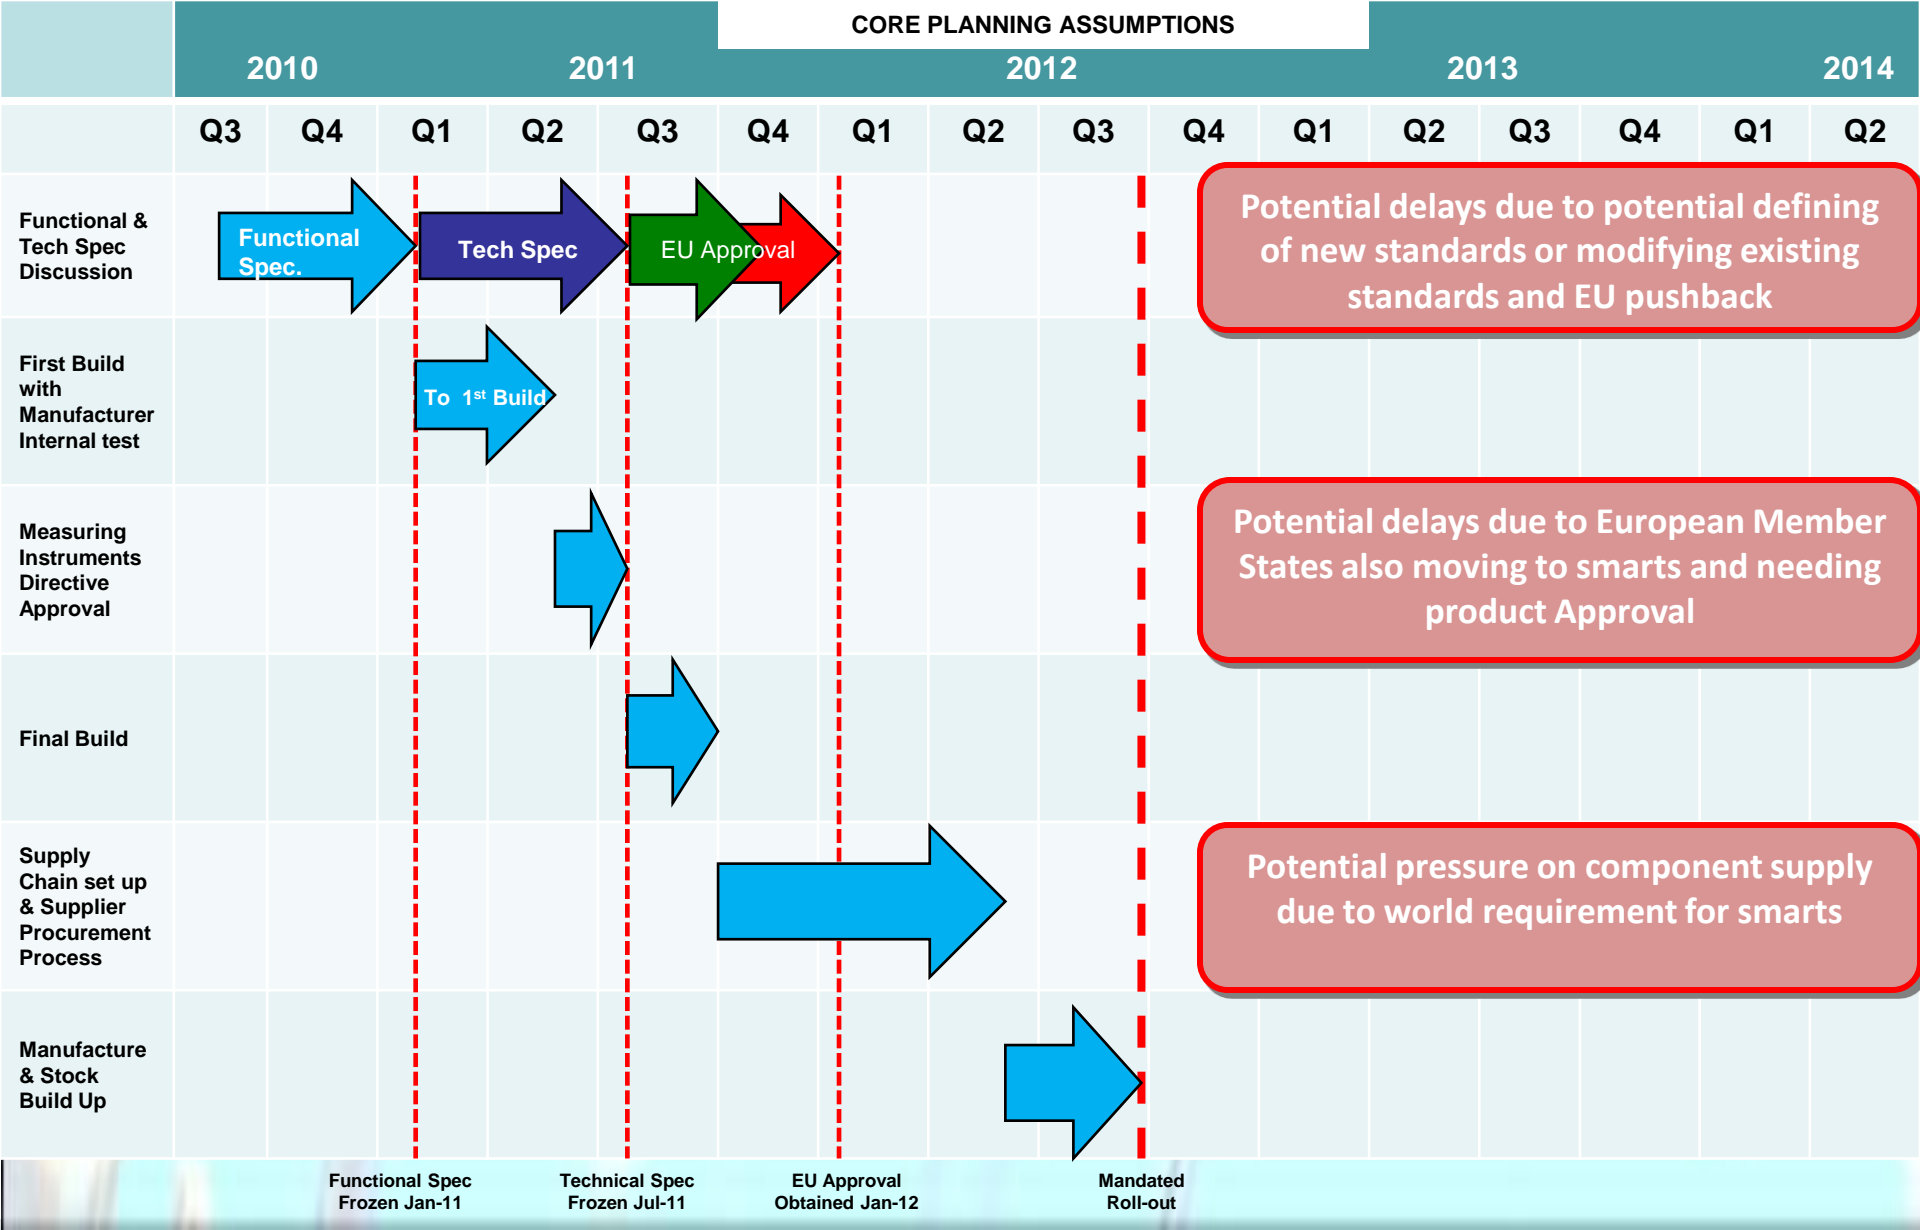 CORE PLANNING ASSUMPTIONS
2010 2011 2012 2013 2014
Q3 Q4 Q1 Q2 Q3 Q4 Q1 Q2 Q3 Q4 Q1 Q2 Q3 Q4 Q1 Q2
Functional &
Tech Spec
Discussion
Functional
Spec.
Tech Spec
EU Approval
Potential delays due to potential defining
of new standards or modifying existing
standards and EU pushback
First Build
with
Manufacturer
Internal test
To 1st Build
Measuring
Instruments
Directive
Approval
Potential delays due to European Member
States also moving to smarts and needing
product Approval
Final Build
Supply
Chain set up
& Supplier
Procurement
Process
Potential pressure on component supply
due to world requirement for smarts
Manufacture
& Stock
Build Up
Functional Spec
Frozen Jan-11
Technical Spec
Frozen Jul-11
EU Approval
Obtained Jan-12
Mandated
Roll-out